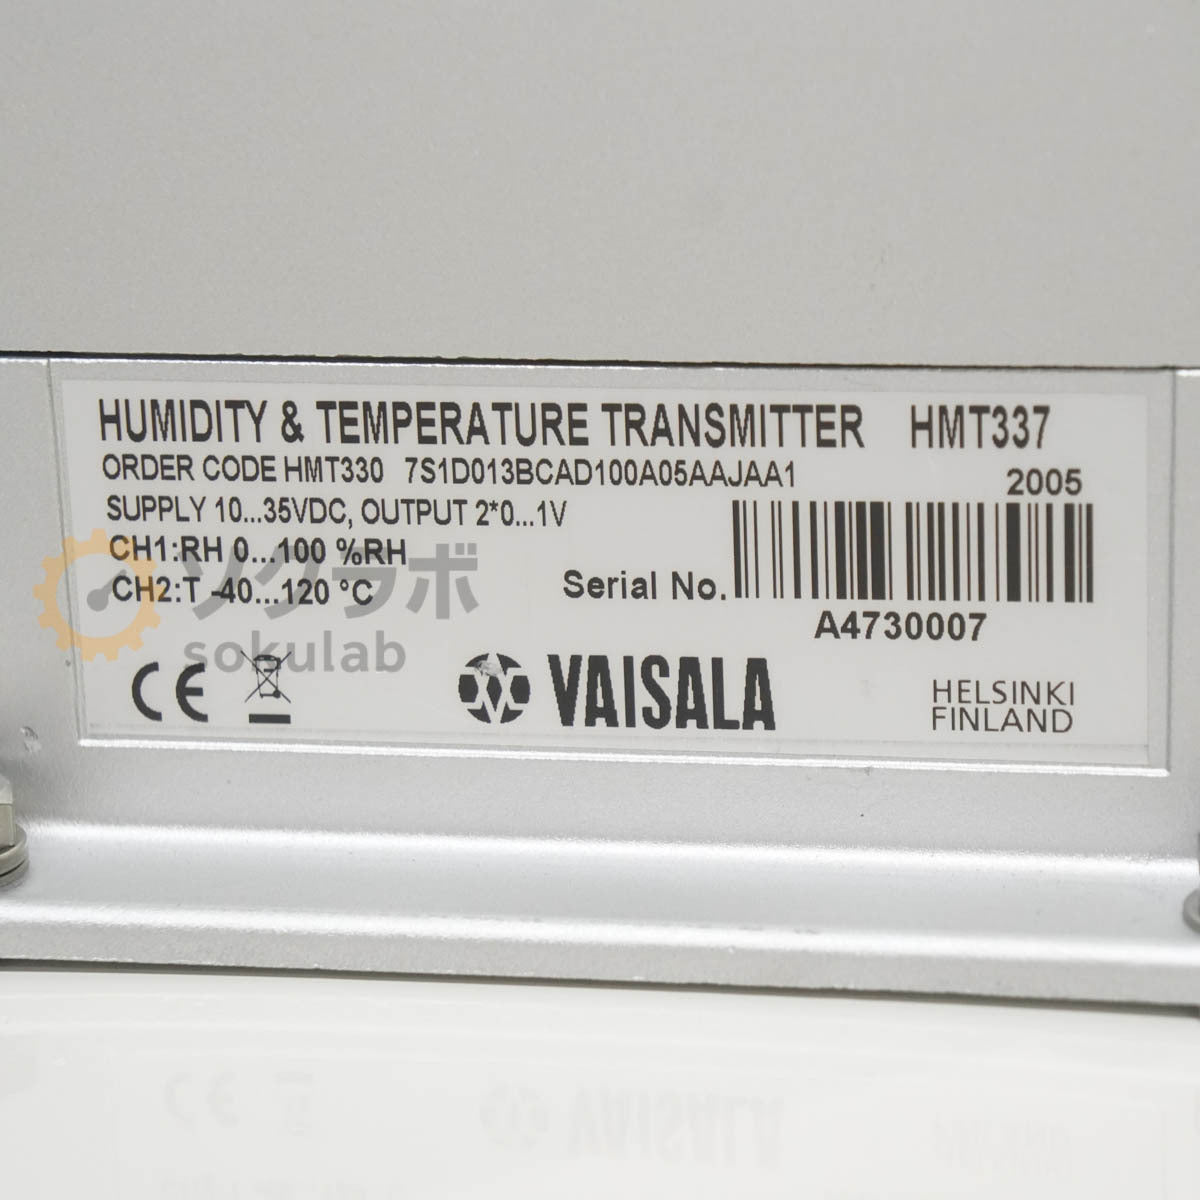 HUMIDITY & TEMPERATURE TRANSMITTER HMT337
ORDER CODE HMT330 7S1D013BCAD100A05AAJAA1
2005
SUPPLY 10...35VDC, OUTPUT 2*0...1V
CH1:RH 0...100 %RH
CH2:T -40...120 °C
Serial No.
A4730007
ソクラボ
sokulab
CE
VAISALA
HELSINKI
FINLAND